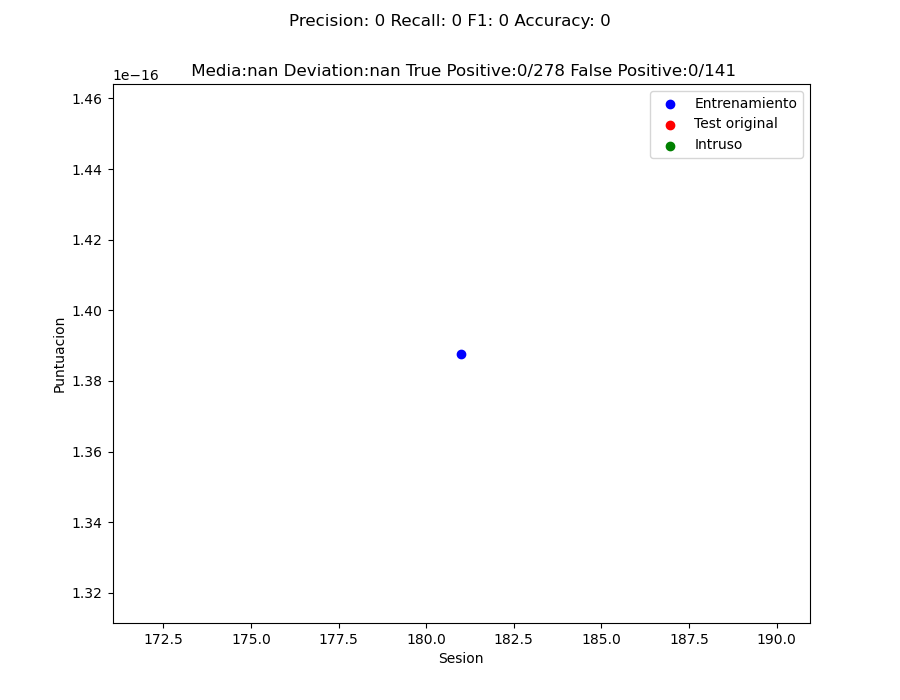 Precision: 0 Recall: 0 F1: 0 Accuracy: 0
Media:nan Deviation:nan True Positive:0/278 False Positive:0/141
1e−16
1.46
1.44
1.42
1.40
1.38
1.36
1.34
1.32
Puntuacion
Entrenamiento
Test original
Intruso
172.5 175.0 177.5 180.0 182.5 185.0 187.5 190.0
Sesion